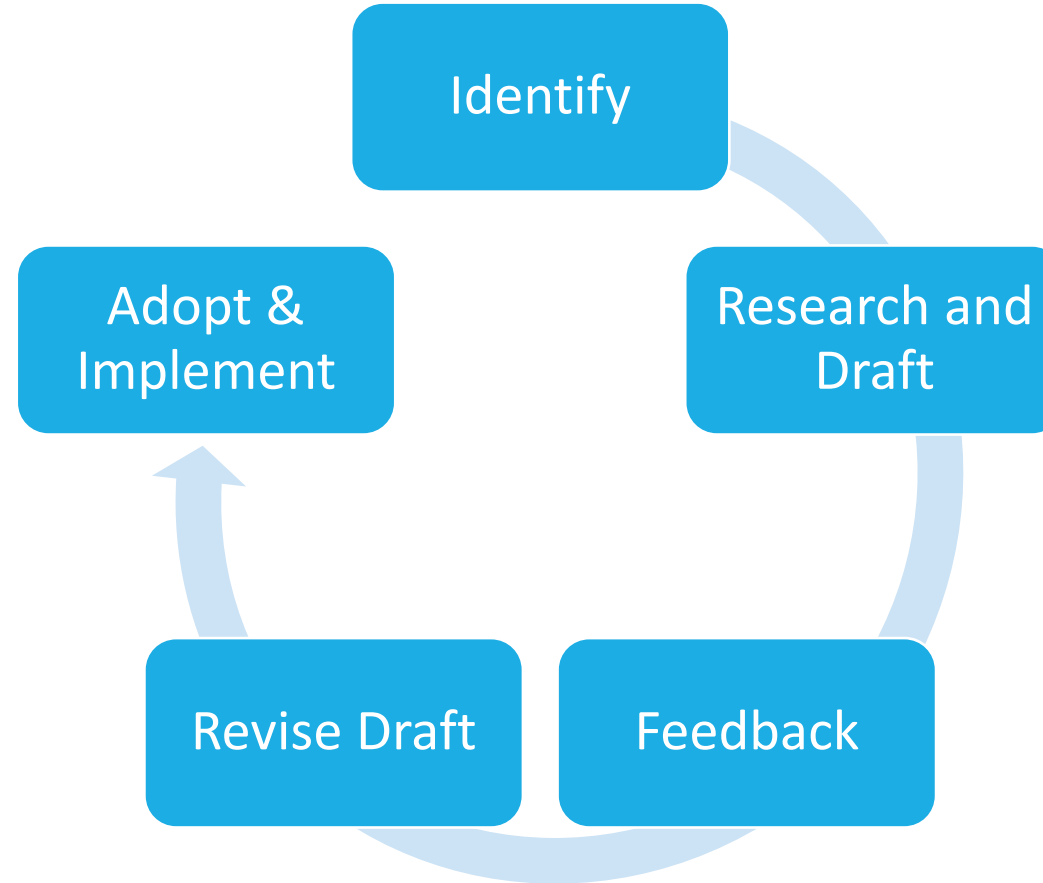 Identify
Research and
Draft
Feedback
Revise Draft
Adopt &
Implement